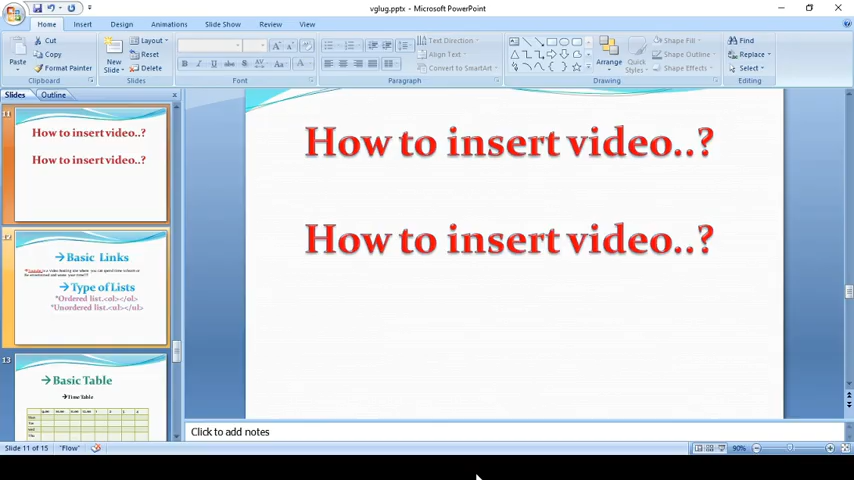 vglug.pptx - Microsoft PowerPoint
Home Insert Design Animations Slide Show Review View
Paste
Cut
Copy
Format Painter
Clipboard
New Slide
Layout
Reset
Delete
Slides
B I U abe S AV Aa A
Font
Text Direction
Align Text
Convert to SmartArt
Paragraph
Arrange
Quick Styles
Shape Fill
Shape Outline
Shape Effects
Drawing
Find
Replace
Select
Editing
Slides Outline
11
How to insert video..?
How to insert video..?
12
Basic Links
Type of Lists
*Ordered list.<ol></ol>
*Unordered list.<ul></ul>
13
Basic Table
Time Table
How to insert video..?
How to insert video..?
Click to add notes
Slide 11 of 15 "Flow" 90%